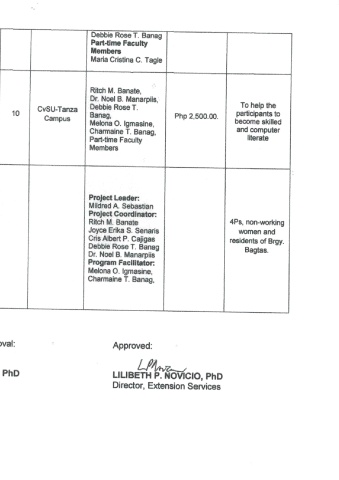 Debbie Rose T. Banag
Part-time Faculty
Members
Maria Cristina C. Tagle
10
CvSU-Tanza
Campus
Ritch M. Banate,
Dr. Noel B. Manarpiis,
Debbie Rose T.
Banag,
Melona O. Igmasine,
Charmaine T. Banag,
Part-time Faculty
Members
Php 2,500.00.
To help the
participants to
become skilled
and computer
literate
Project Leader:
Mildred A. Sebastian
Project Coordinator:
Ritch M. Banate
Joyce Erika S. Senaris
Cris Albert P. Cajigas
Debbie Rose T. Banag
Dr. Noel B. Manarpiis
Program Facilitator:
Melona O. Igmasine,
Charmaine T. Banag,
4Ps, non-working
women and
residents of Brgy.
Bagtas.
oval:
Approved:
PhD
LILIBETH P. NOVICIO, PhD
Director, Extension Services